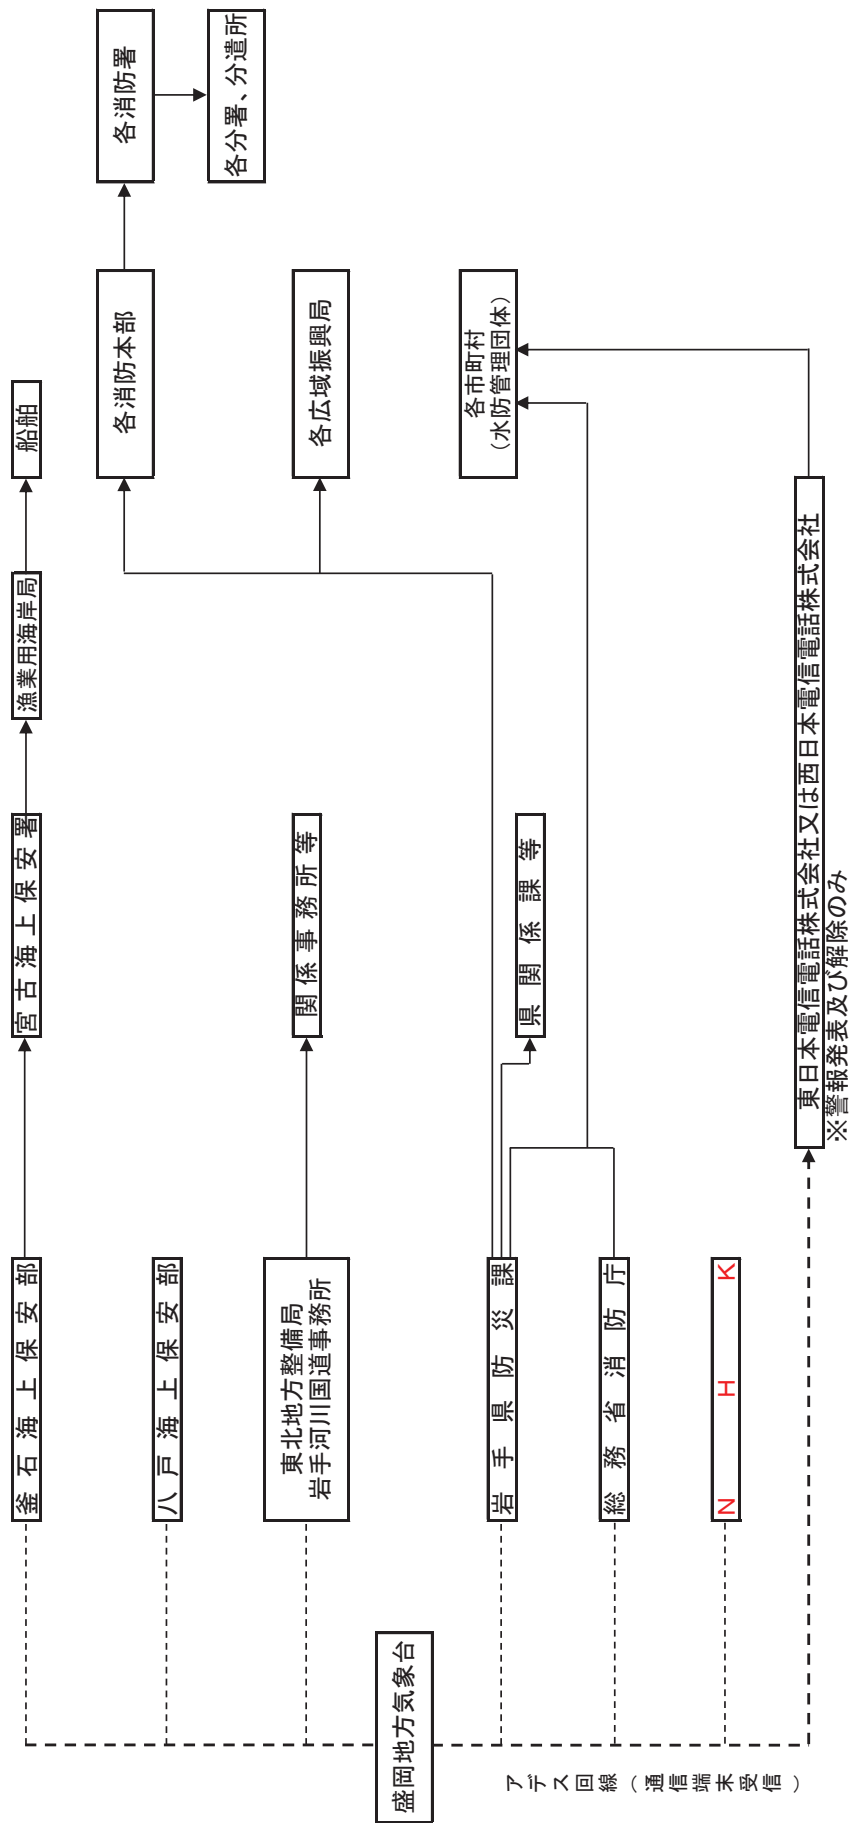 盛岡地方気象台
アデス回線（通信端末受信）
釜石海上保安部
宮古海上保安署
漁業用海岸局
船舶
八戸海上保安部
東北地方整備局
岩手河川国道事務所
関係事務所等
岩手県防災課
県関係課等
各消防本部
各消防署
各分署、分遣所
各広域振興局
各市町村
（水防管理団体）
総務省消防庁
NHK
東日本電信電話株式会社又は西日本電信電話株式会社
※警報発表及び解除のみ